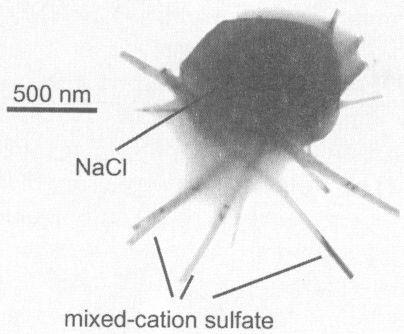 500 nm
NaCl
mixed-cation sulfate